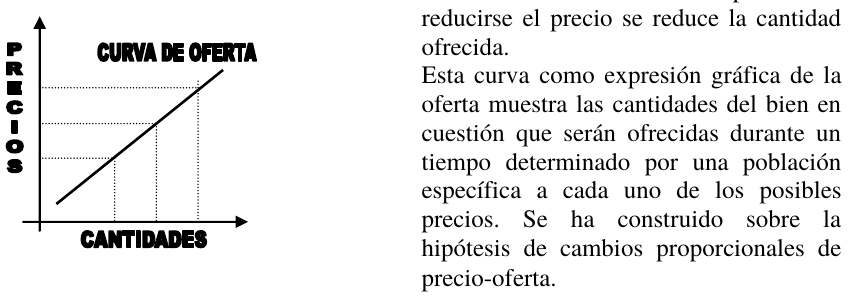 PRECIOS
CURVA DE OFERTA
CANTIDADES
reducirse el precio se reduce la cantidad
ofrecida.
Esta curva como expresión gráfica de la
oferta muestra las cantidades del bien en
cuestión que serán ofrecidas durante un
tiempo determinado por una población
específica a cada uno de los posibles
precios. Se ha construido sobre la
hipótesis de cambios proporcionales de
precio-oferta.